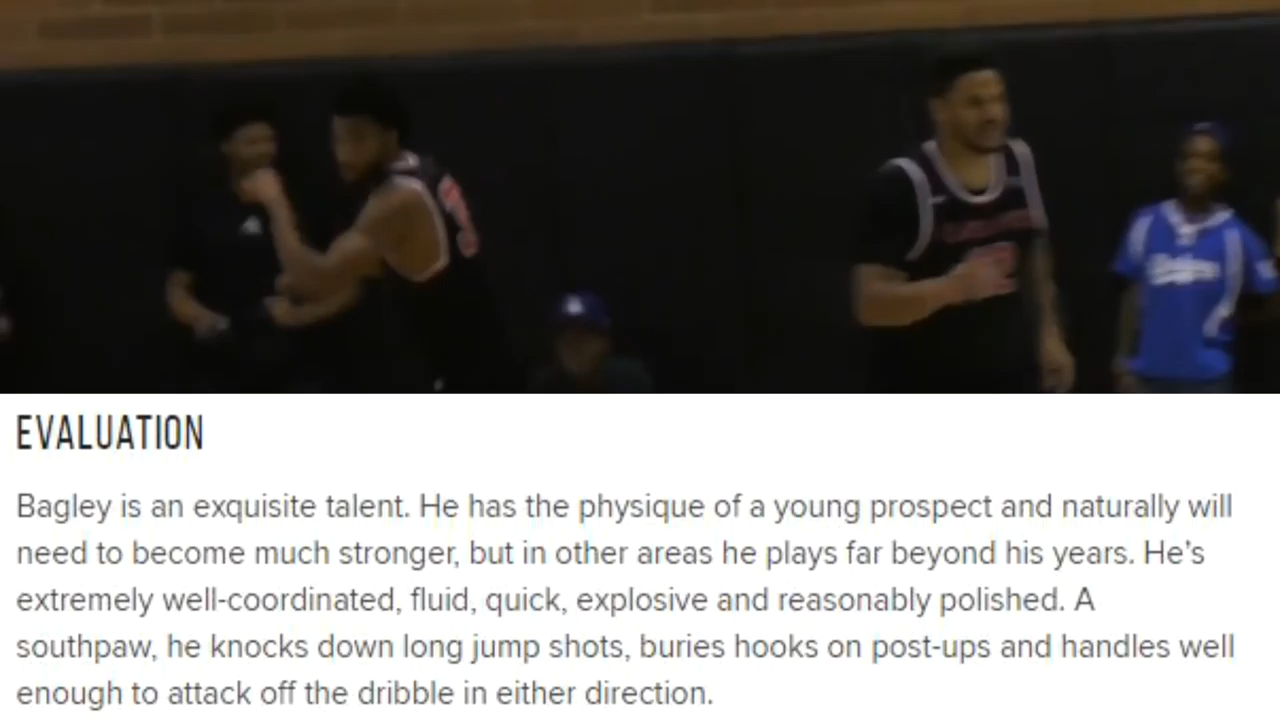 EVALUATION
Bagley is an exquisite talent. He has the physique of a young prospect and naturally will
need to become much stronger, but in other areas he plays far beyond his years. He's
extremely well-coordinated, fluid, quick, explosive and reasonably polished. A
southpaw, he knocks down long jump shots, buries hooks on post-ups and handles well
enough to attack off the dribble in either direction.